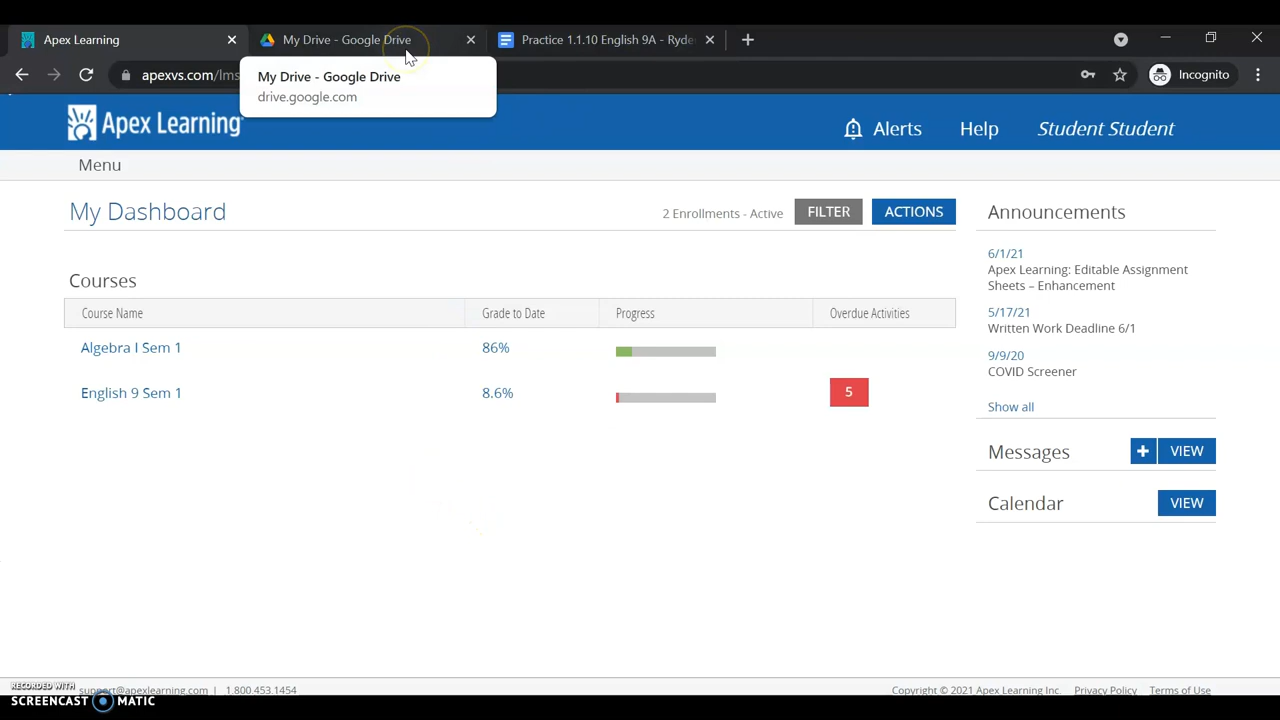 Apex Learning
My Drive - Google Drive
Practice 1.1.10 English 9A - Ryde
apexvs.com/lms
My Drive - Google Drive
drive.google.com
Incognito
Apex Learning
Alerts
Help
Student Student
Menu
My Dashboard
2 Enrollments - Active
FILTER
ACTIONS
Courses
Course Name
Grade to Date
Progress
Overdue Activities
Algebra I Sem 1
86%
English 9 Sem 1
8.6%
5
Announcements
6/1/21
Apex Learning: Editable Assignment
Sheets – Enhancement
5/17/21
Written Work Deadline 6/1
9/9/20
COVID Screener
Show all
Messages
+
VIEW
Calendar
VIEW
RECORDED WITH
SCREENCAST MATIC
support@apexlearning.com | 1.800.453.1454
Copyright © 2021 Apex Learning Inc.
Privacy Policy
Terms of Use